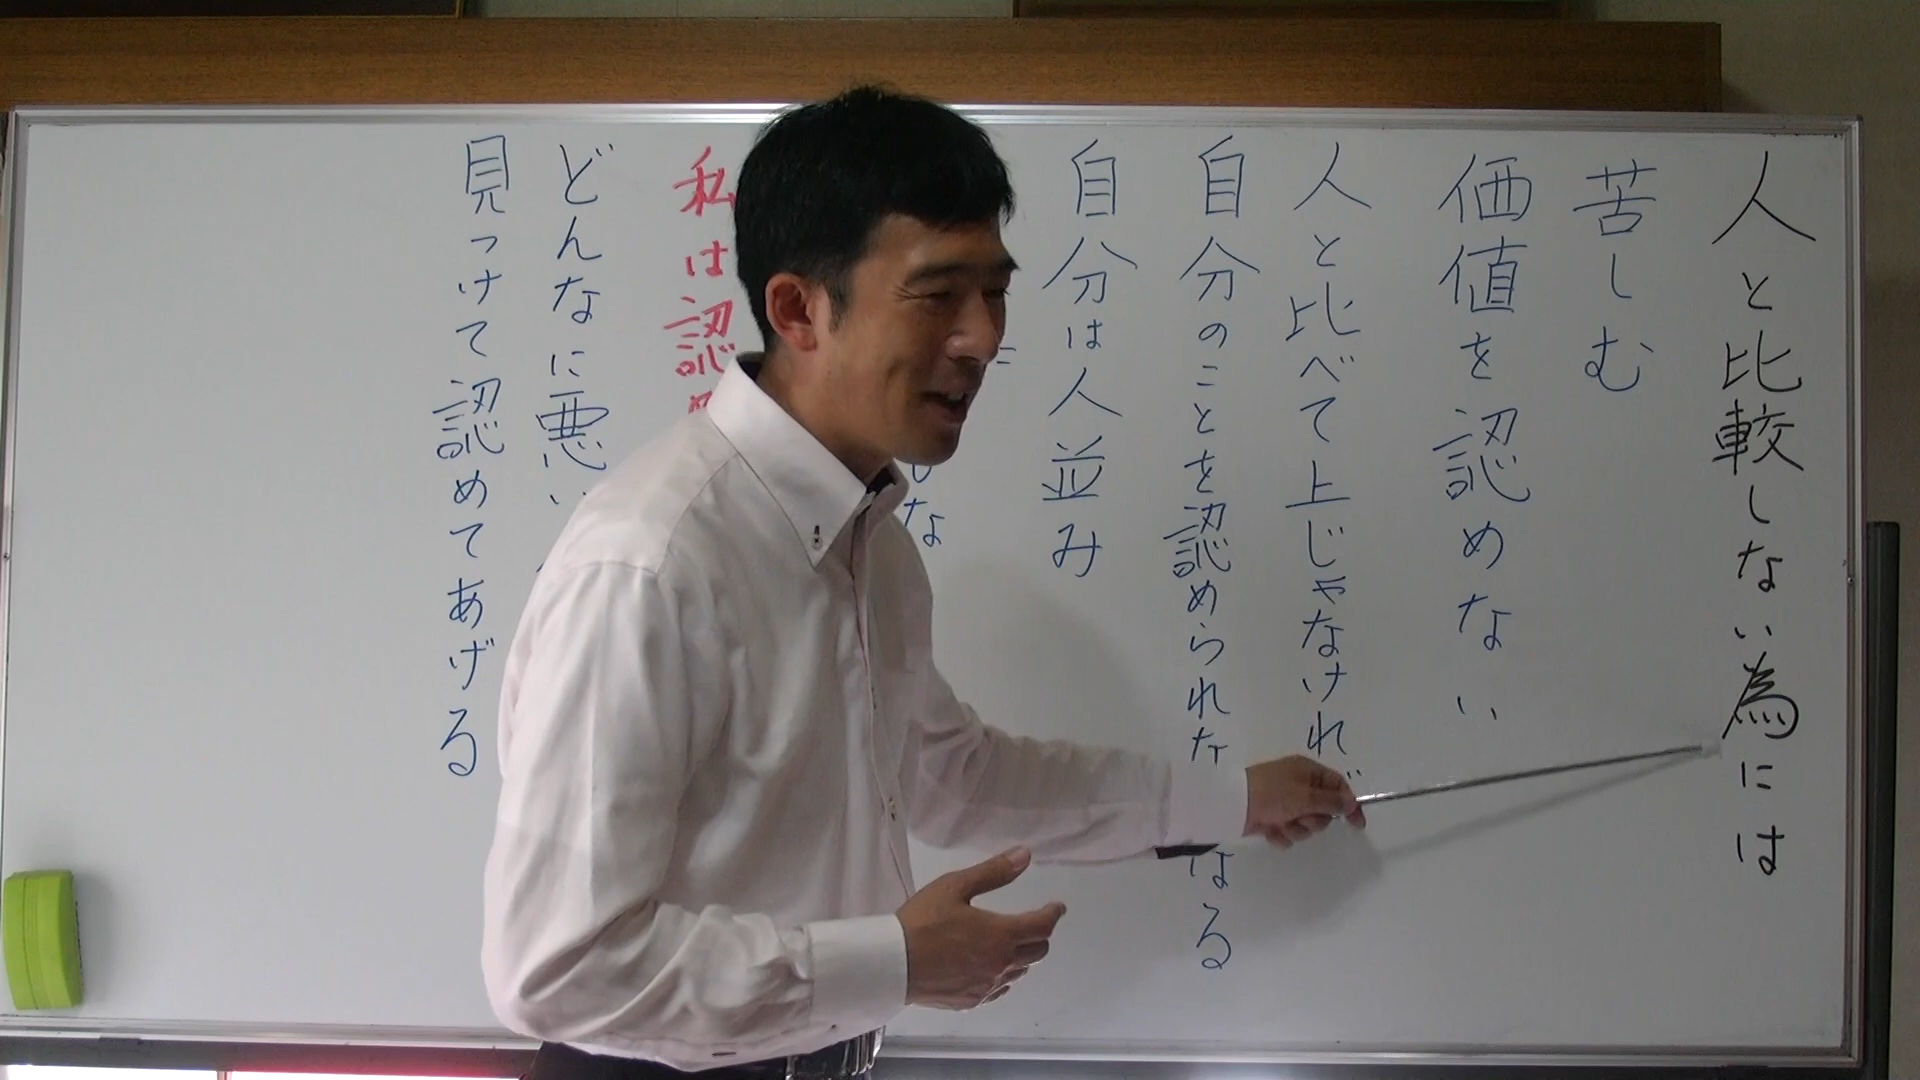 人と比較しない為には
苦しむ
価値を認めない
人と比べて上じゃなけれ
自分のことを認められな なる
自分は人並み
な
私は認め
どんなに悪い
見つけて認めてあげる